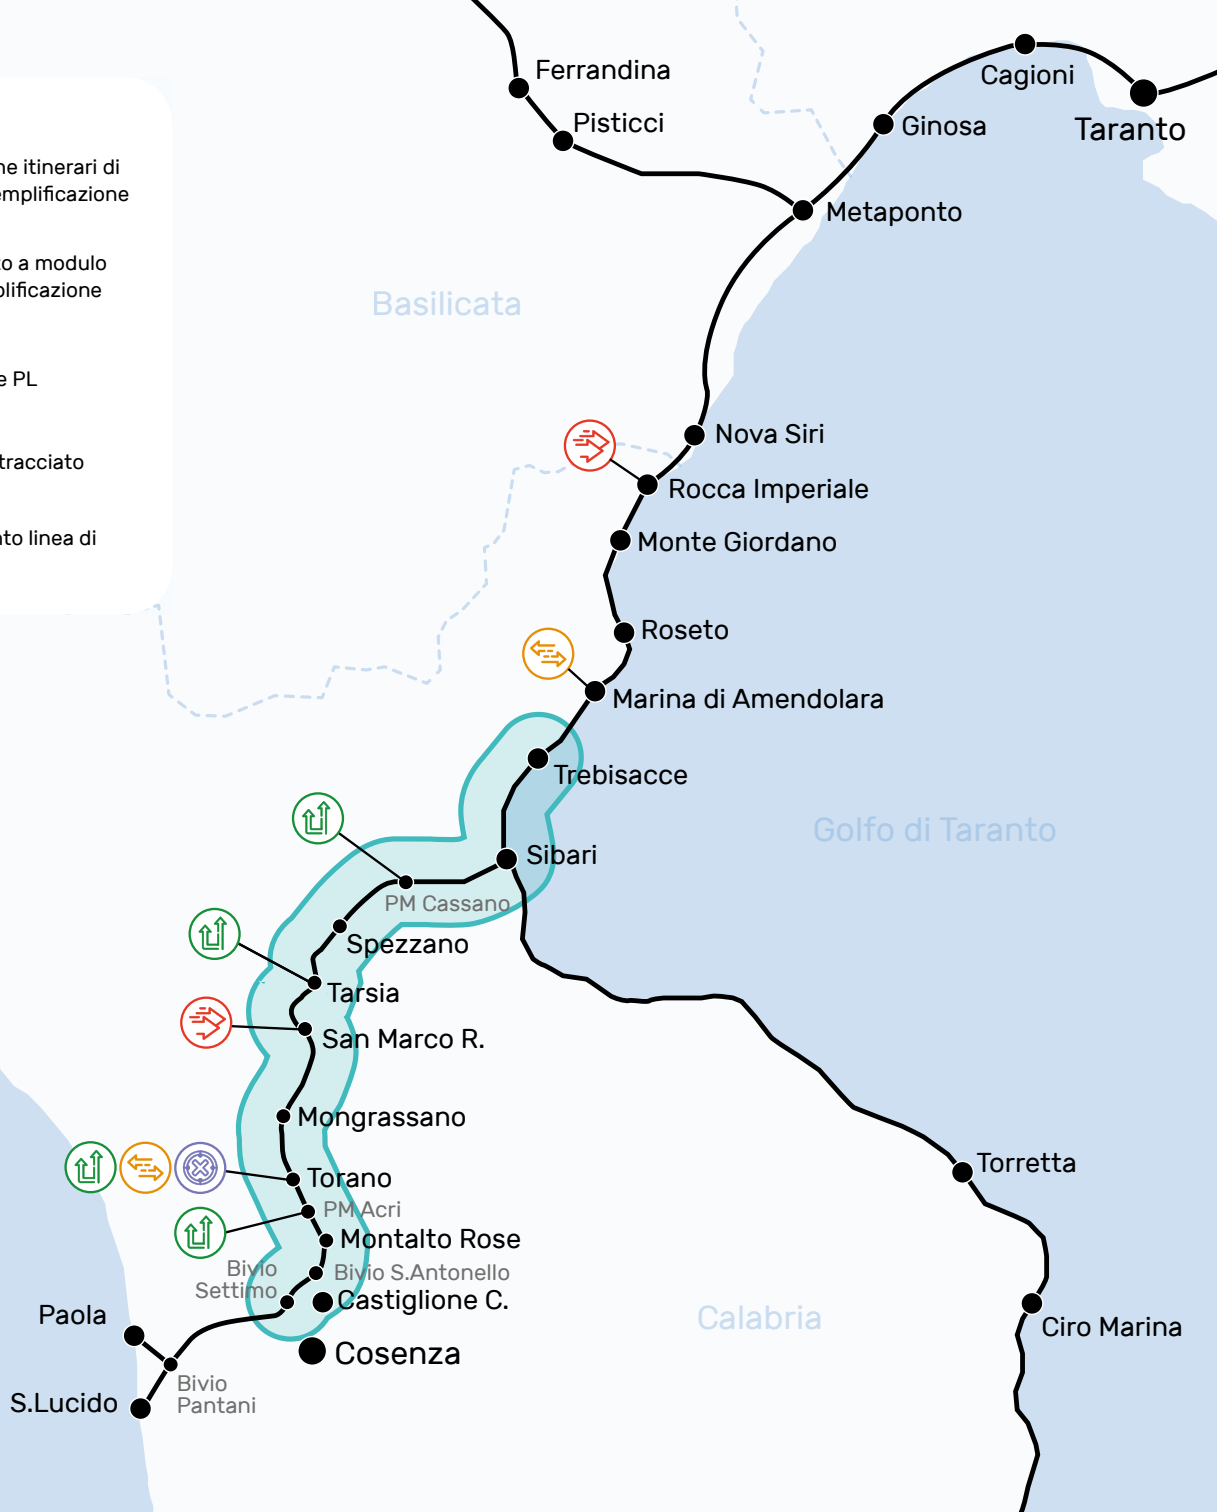 Ferrandina
Cagioni
Pisticci
Ginosa
Taranto
ne itinerari di
emplificazione
Metaponto
to a modulo
plificazione
Basilicata
e PL
Nova Siri
tracciato
Rocca Imperiale
nto linea di
Monte Giordano
Roseto
Marina di Amendolara
Trebisacce
Golfo di Taranto
Sibari
PM Cassano
Spezzano
Tarsia
San Marco R.
Mongrassano
Torretta
Torano
PM Acri
Montalto Rose
Bivio
Settimo
Bivio S.Antonello
Castiglione C.
Paola
Calabria
Ciro Marina
Cosenza
Bivio
Pantani
S.Lucido